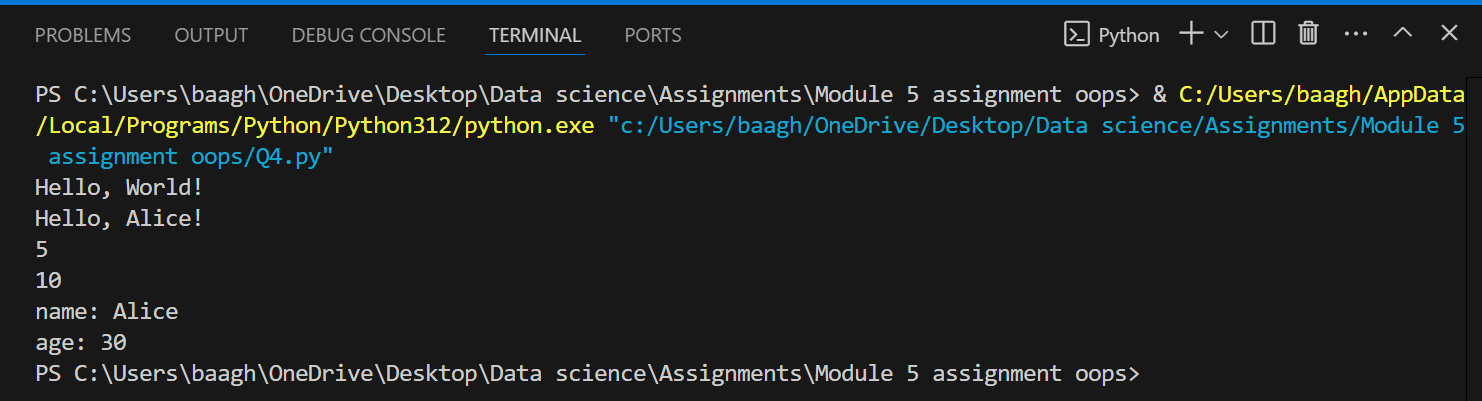 PROBLEMS OUTPUT DEBUG CONSOLE TERMINAL PORTS Python
PS C:\Users\baagh\OneDrive\Desktop\Data science\Assignments\Module 5 assignment oops> & C:/Users/baagh/AppData
/Local/Programs/Python/Python312/python.exe "c:/Users/baagh/OneDrive/Desktop/Data science/Assignments/Module 5
 assignment oops/Q4.py"
Hello, World!
Hello, Alice!
5
10
name: Alice
age: 30
PS C:\Users\baagh\OneDrive\Desktop\Data science\Assignments\Module 5 assignment oops>